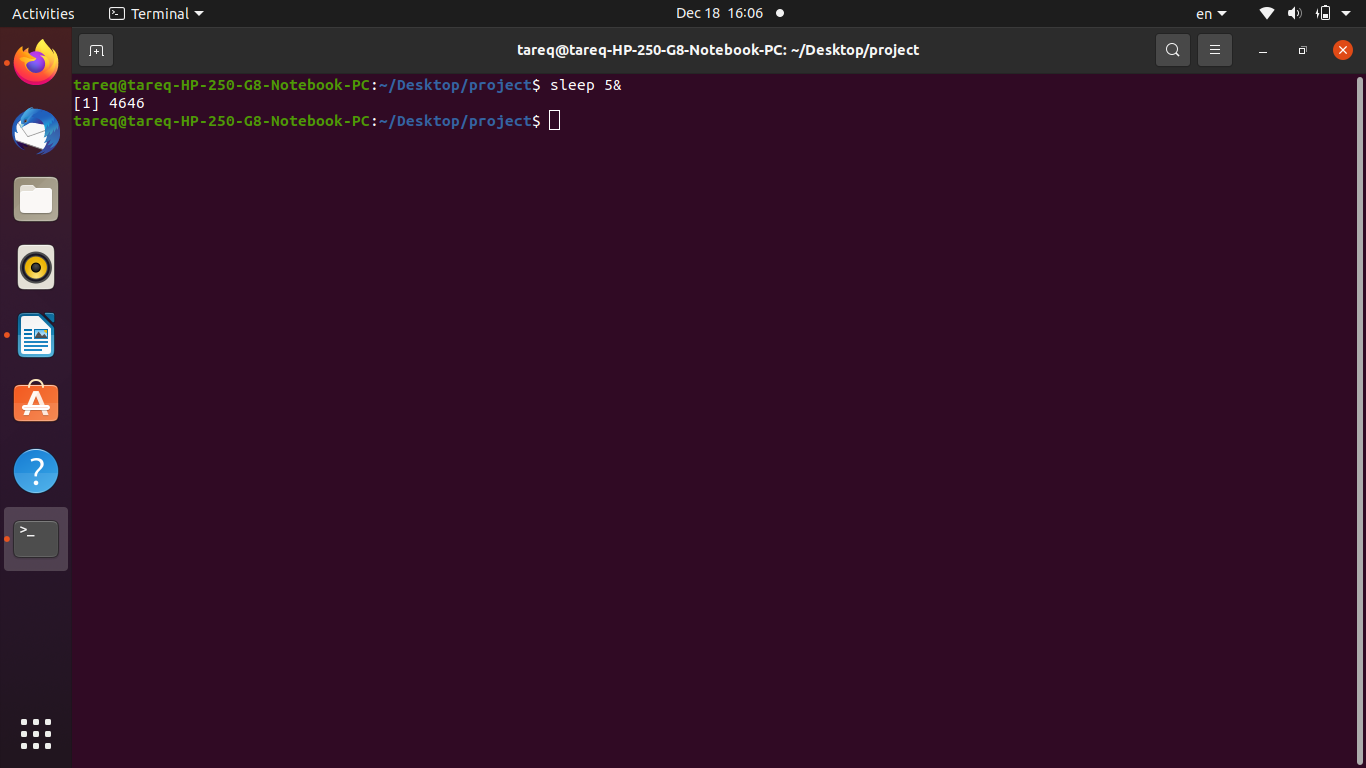 Activities
Terminal
Dec 18 16:06
en
tareq@tareq-HP-250-G8-Notebook-PC: ~/Desktop/project
tareq@tareq-HP-250-G8-Notebook-PC:~/Desktop/project$ sleep 5&
[1] 4646
tareq@tareq-HP-250-G8-Notebook-PC:~/Desktop/project$